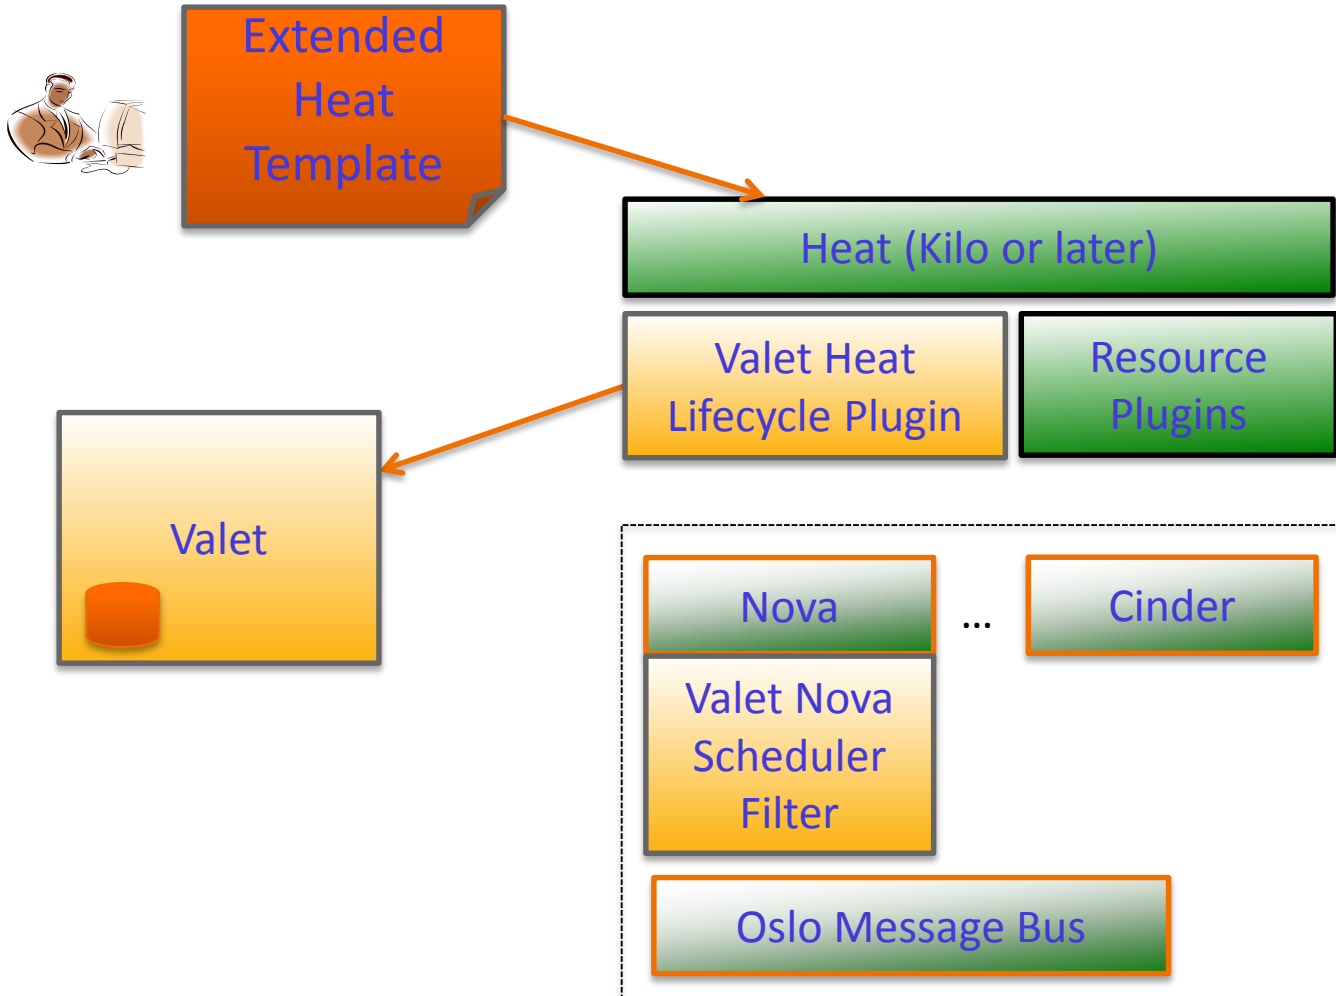 Extended
Heat
Template
Heat (Kilo or later)
Valet Heat
Lifecycle Plugin
Resource
Plugins
Valet
Nova
...
Cinder
Valet Nova
Scheduler
Filter
Oslo Message Bus